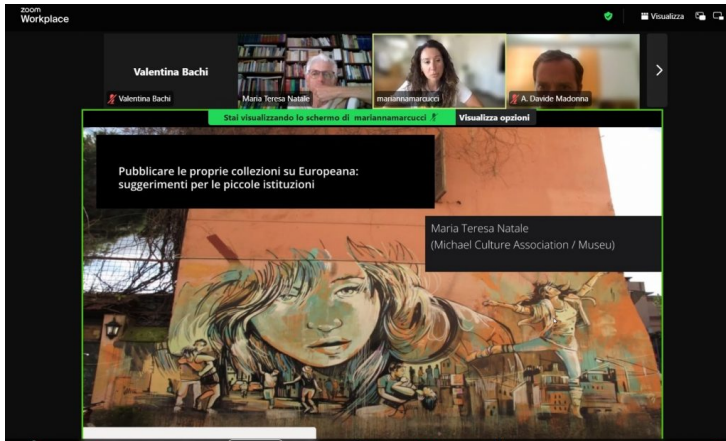 zoom
Workplace
Visualizza
Valentina Bachi
Valentina Bachi
Maria Teresa Natale
mariannamarcucci
A. Davide Madonna
Stai visualizzando lo schermo di mariannamarcucci
Visualizza opzioni
Pubblicare le proprie collezioni su Europeana:
suggerimenti per le piccole istituzioni
Maria Teresa Natale
(Michael Culture Association / Museu)